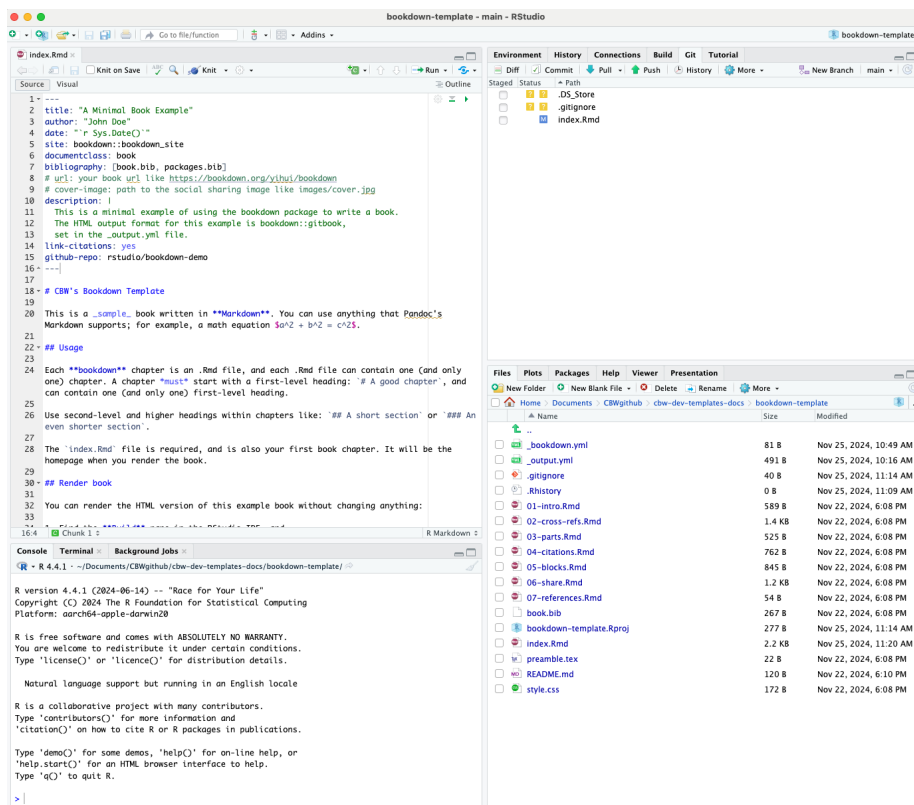 bookdown-template - main - RStudio
Go to file/function
Addins
bookdown-template
index.Rmd
Knit on Save
Knit
Run
Source Visual
Outline
1 ---
2 title: "A Minimal Book Example"
3 author: "John Doe"
4 date: "`r Sys.Date()`"
5 site: bookdown::bookdown_site
6 documentclass: book
7 bibliography: [book.bib, packages.bib]
8 # url: your book url like https://bookdown.org/yihui/bookdown
9 # cover-image: path to the social sharing image like images/cover.jpg
10 description: |
11 This is a minimal example of using the bookdown package to write a book.
12 The HTML output format for this example is bookdown::gitbook,
13 set in the _output.yml file.
14 link-citations: yes
15 github-repo: rstudio/bookdown-demo
16 ---
17
18 # CBW's Bookdown Template
19
20 This is a _sample_ book written in **Markdown**. You can use anything that Pandoc's
Markdown supports; for example, a math equation $a^2 + b^2 = c^2$.
21
22 ## Usage
23
24 Each **bookdown** chapter is an .Rmd file, and each .Rmd file can contain one (and only
one) chapter. A chapter *must* start with a first-level heading: `# A good chapter`, and
can contain one (and only one) first-level heading.
25
26 Use second-level and higher headings within chapters like: `## A short section` or `### An
even shorter section`.
27
28 The `index.Rmd` file is required, and is also your first book chapter. It will be the
homepage when you render the book.
29
30 ## Render book
31
32 You can render the HTML version of this example book without changing anything:
33
16:4 Chunk 1 R Markdown
Console Terminal Background Jobs
R 4.4.1 · ~/Documents/CBWgithub/cbw-dev-templates-docs/bookdown-template/
R version 4.4.1 (2024-06-14) -- "Race for Your Life"
Copyright (C) 2024 The R Foundation for Statistical Computing
Platform: aarch64-apple-darwin20
R is free software and comes with ABSOLUTELY NO WARRANTY.
You are welcome to redistribute it under certain conditions.
Type 'license()' or 'licence()' for distribution details.
Natural language support but running in an English locale
R is a collaborative project with many contributors.
Type 'contributors()' for more information and
'citation()' on how to cite R or R packages in publications.
Type 'demo()' for some demos, 'help()' for on-line help, or
'help.start()' for an HTML browser interface to help.
Type 'q()' to quit R.
>
Environment History Connections Build Git Tutorial
Diff Commit Pull Push History More New Branch main
Staged Status Path
? ? .DS_Store
? ? .gitignore
M index.Rmd
Files Plots Packages Help Viewer Presentation
New Folder New Blank File Delete Rename More
Home Documents CBWgithub cbw-dev-templates-docs bookdown-template
Name Size Modified
..
_bookdown.yml 81 B Nov 25, 2024, 10:49 AM
_output.yml 491 B Nov 25, 2024, 10:16 AM
.gitignore 40 B Nov 25, 2024, 11:14 AM
.Rhistory 0 B Nov 25, 2024, 11:09 AM
01-intro.Rmd 589 B Nov 22, 2024, 6:08 PM
02-cross-refs.Rmd 1.4 KB Nov 22, 2024, 6:08 PM
03-parts.Rmd 525 B Nov 22, 2024, 6:08 PM
04-citations.Rmd 762 B Nov 22, 2024, 6:08 PM
05-blocks.Rmd 845 B Nov 22, 2024, 6:08 PM
06-share.Rmd 1.2 KB Nov 22, 2024, 6:08 PM
07-references.Rmd 54 B Nov 22, 2024, 6:08 PM
book.bib 267 B Nov 22, 2024, 6:08 PM
bookdown-template.Rproj 277 B Nov 25, 2024, 11:14 AM
index.Rmd 2.2 KB Nov 25, 2024, 11:20 AM
preamble.tex 22 B Nov 22, 2024, 6:08 PM
README.md 120 B Nov 22, 2024, 6:10 PM
style.css 172 B Nov 22, 2024, 6:08 PM